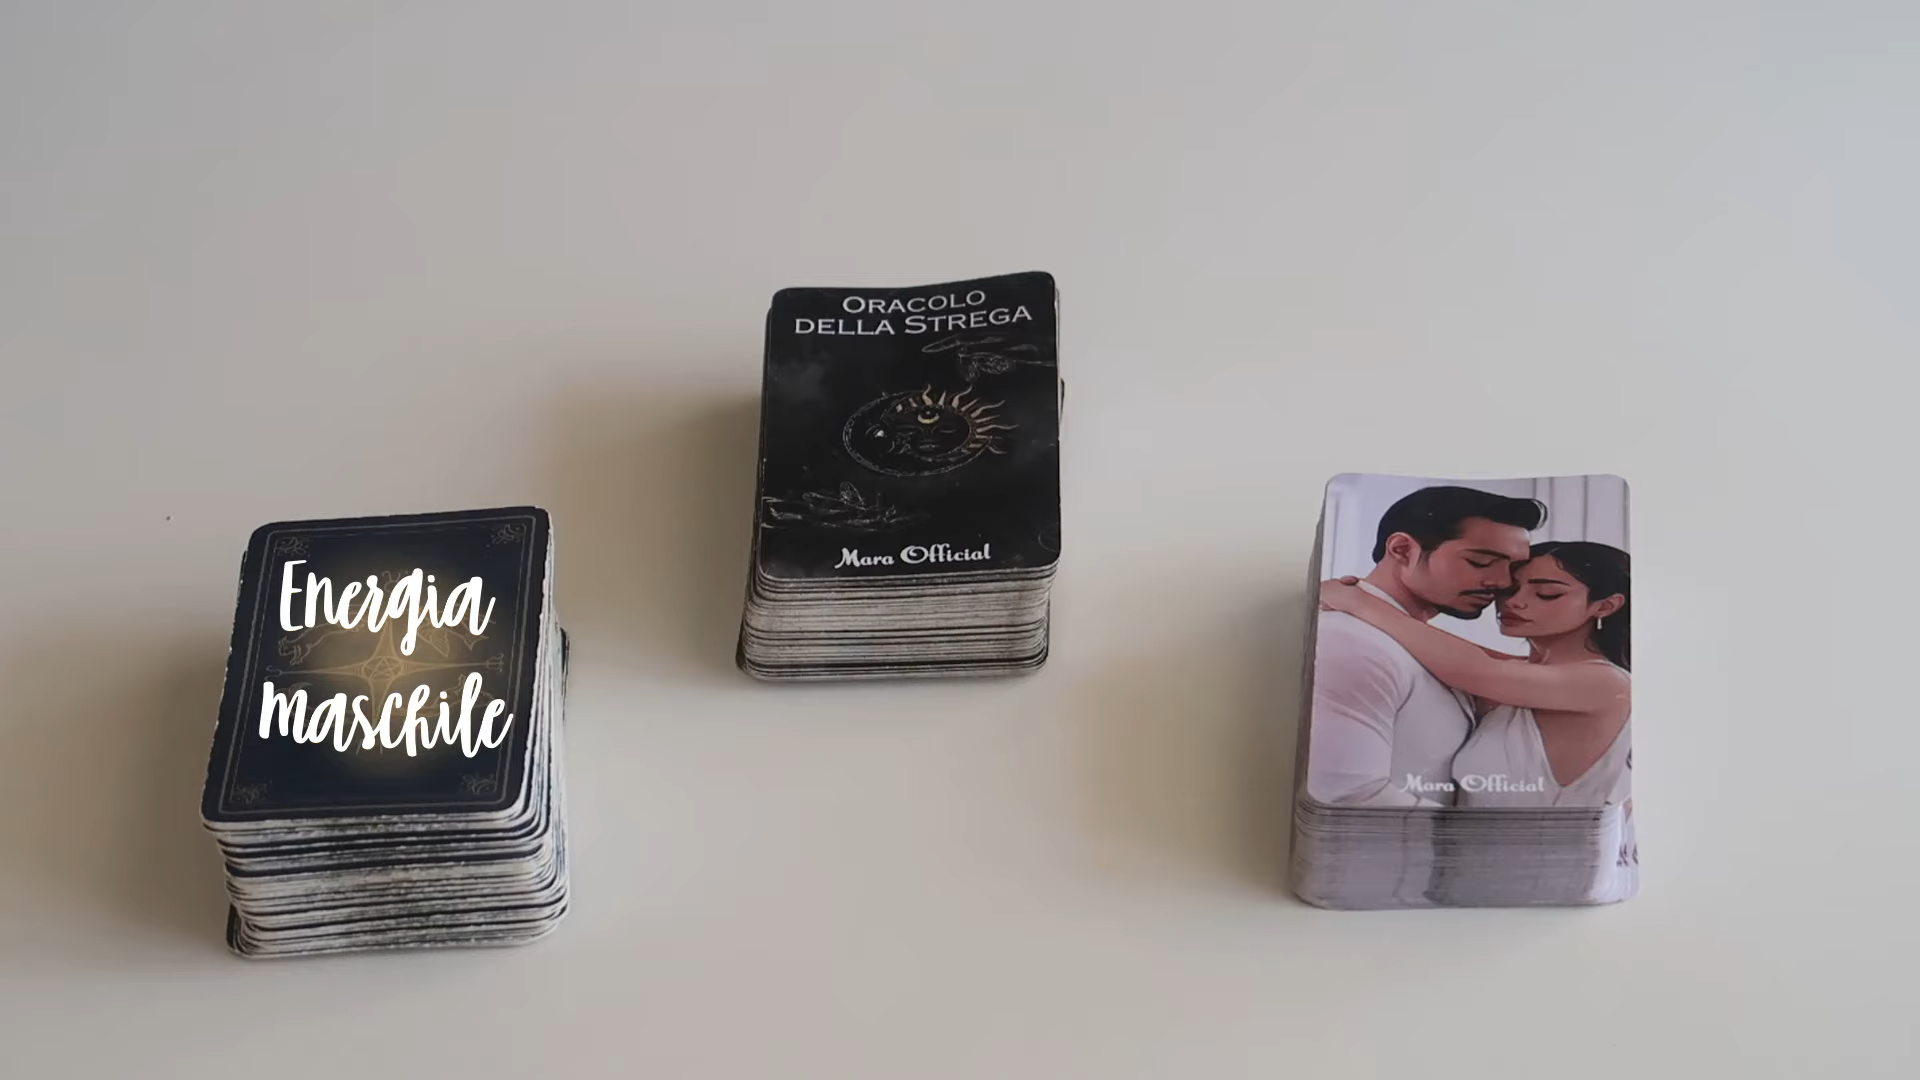 Energia
maschile
ORACOLO
DELLA STREGA
Mara Official
Mara Official